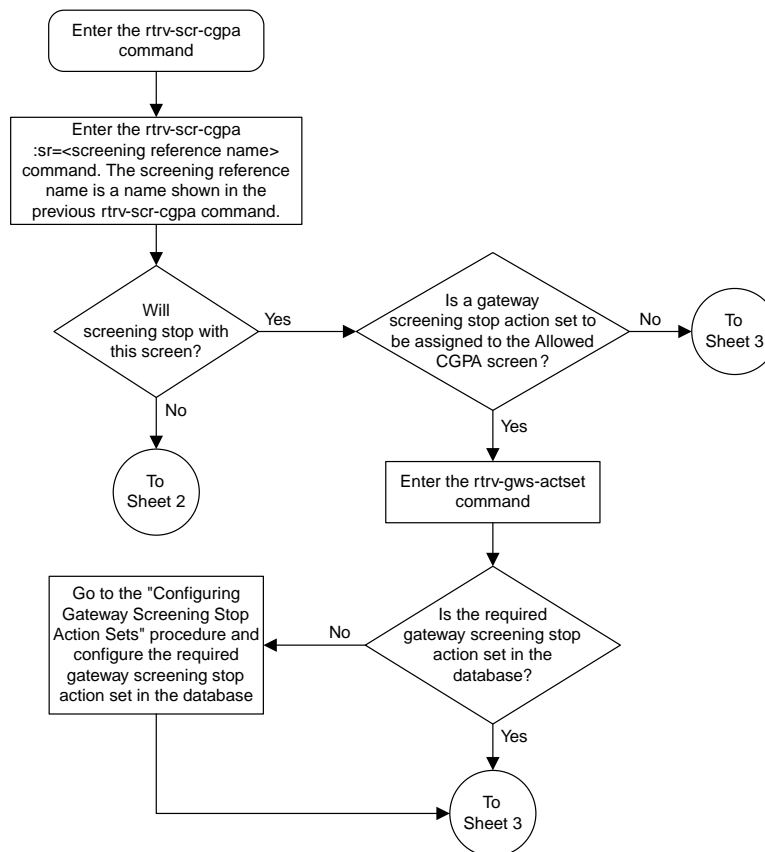 Enter the rtrv-scr-cgpa
command
Enter the rtrv-scr-cgpa
:sr=<screening reference name>
command. The screening reference
name is a name shown in the
previous rtrv-scr-cgpa command.
Will
screening stop with
this screen?
Yes
No
To
Sheet 2
Is a gateway
screening stop action set to
be assigned to the Allowed
CGPA screen?
No
To
Sheet 3
Yes
Enter the rtrv-gws-actset
command
Is the required
gateway screening stop
action set in the
database?
No
Go to the "Configuring
Gateway Screening Stop
Action Sets" procedure and
configure the required
gateway screening stop
action set in the database
Yes
To
Sheet 3